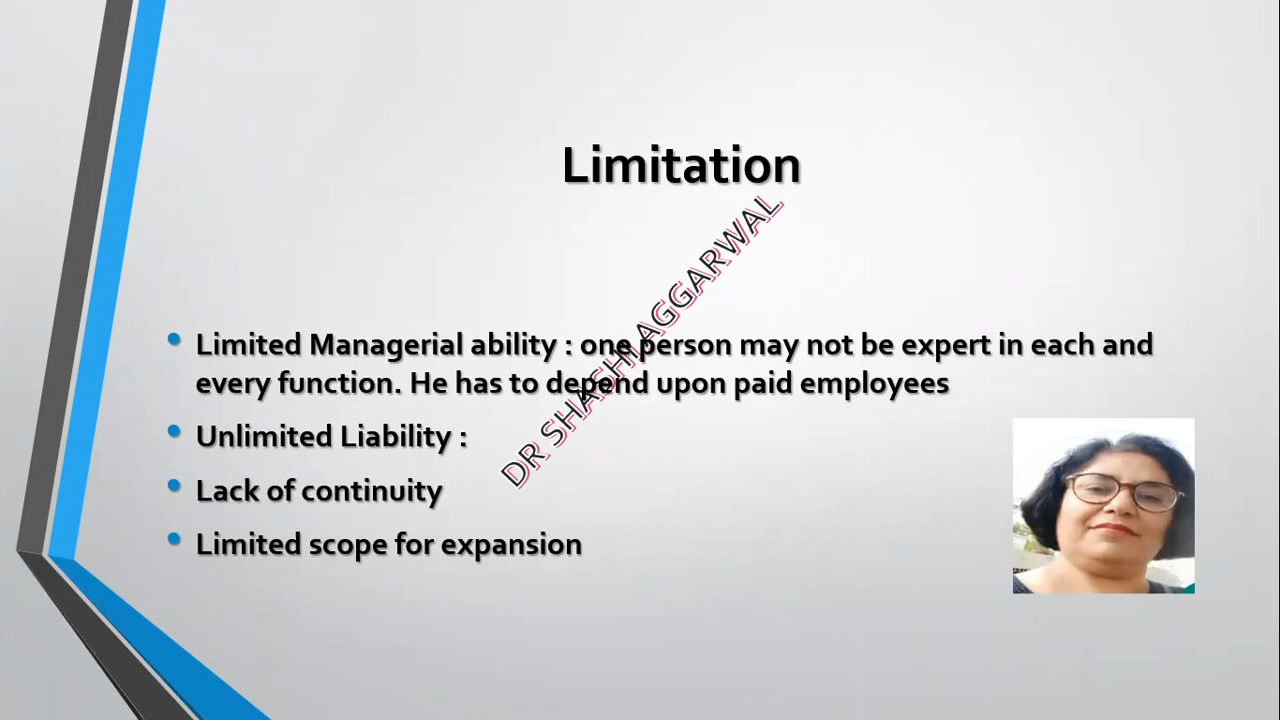 Limitation
DR SHASHI AGGARWAL
Limited Managerial ability : one person may not be expert in each and
every function. He has to depend upon paid employees
Unlimited Liability :
Lack of continuity
Limited scope for expansion